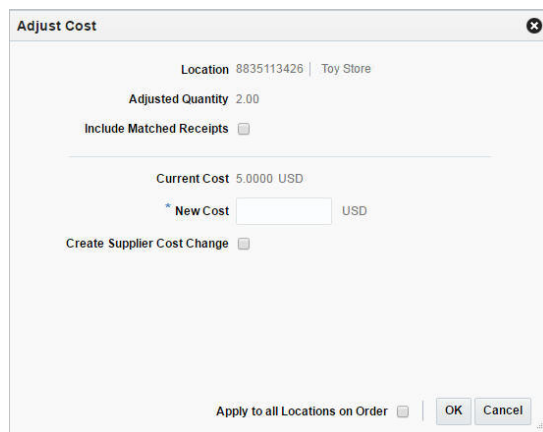 Adjust Cost
Location 8835113426 | Toy Store
Adjusted Quantity 2.00
Include Matched Receipts
Current Cost 5.0000 USD
* New Cost USD
Create Supplier Cost Change
Apply to all Locations on Order OK Cancel